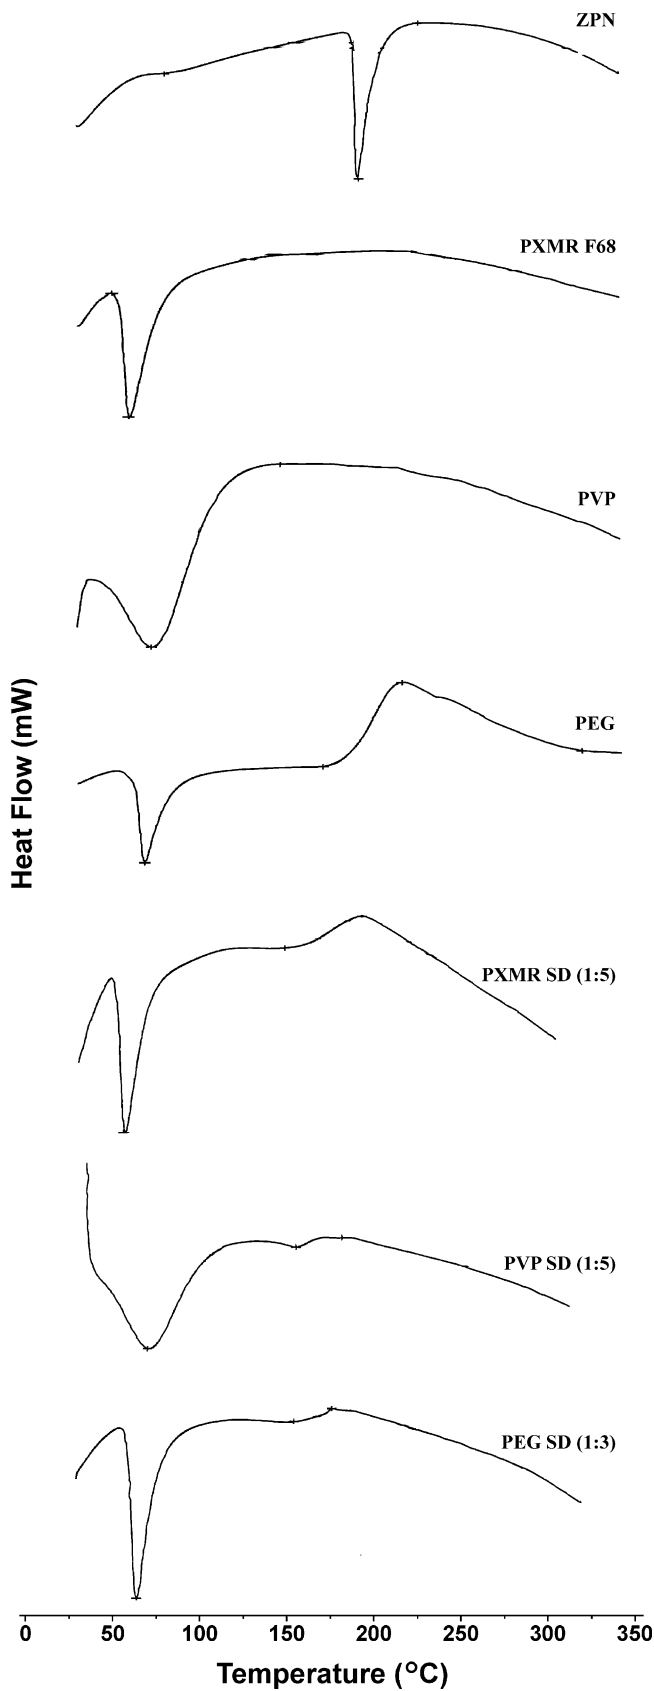 ZPN
PXMR F68
PVP
PEG
PXMR SD (1:5)
PVP SD (1:5)
PEG SD (1:3)
Heat Flow (mW)
0 50 100 150 200 250 300 350
Temperature (°C)